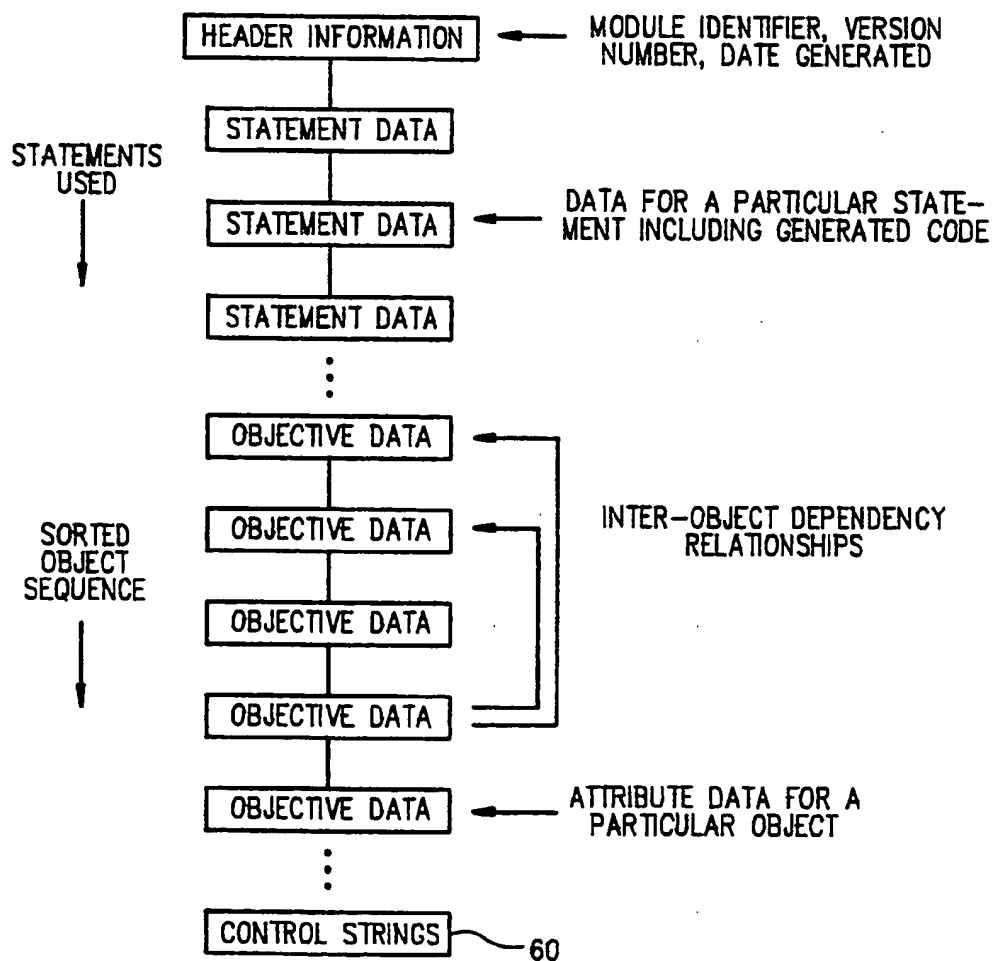 HEADER INFORMATION
MODULE IDENTIFIER, VERSION
NUMBER, DATE GENERATED
STATEMENT DATA
STATEMENTS
USED
STATEMENT DATA
DATA FOR A PARTICULAR STATE-
MENT INCLUDING GENERATED CODE
STATEMENT DATA
OBJECTIVE DATA
OBJECTIVE DATA
INTER-OBJECT DEPENDENCY
RELATIONSHIPS
SORTED
OBJECT
SEQUENCE
OBJECTIVE DATA
OBJECTIVE DATA
OBJECTIVE DATA
ATTRIBUTE DATA FOR A
PARTICULAR OBJECT
CONTROL STRINGS
60